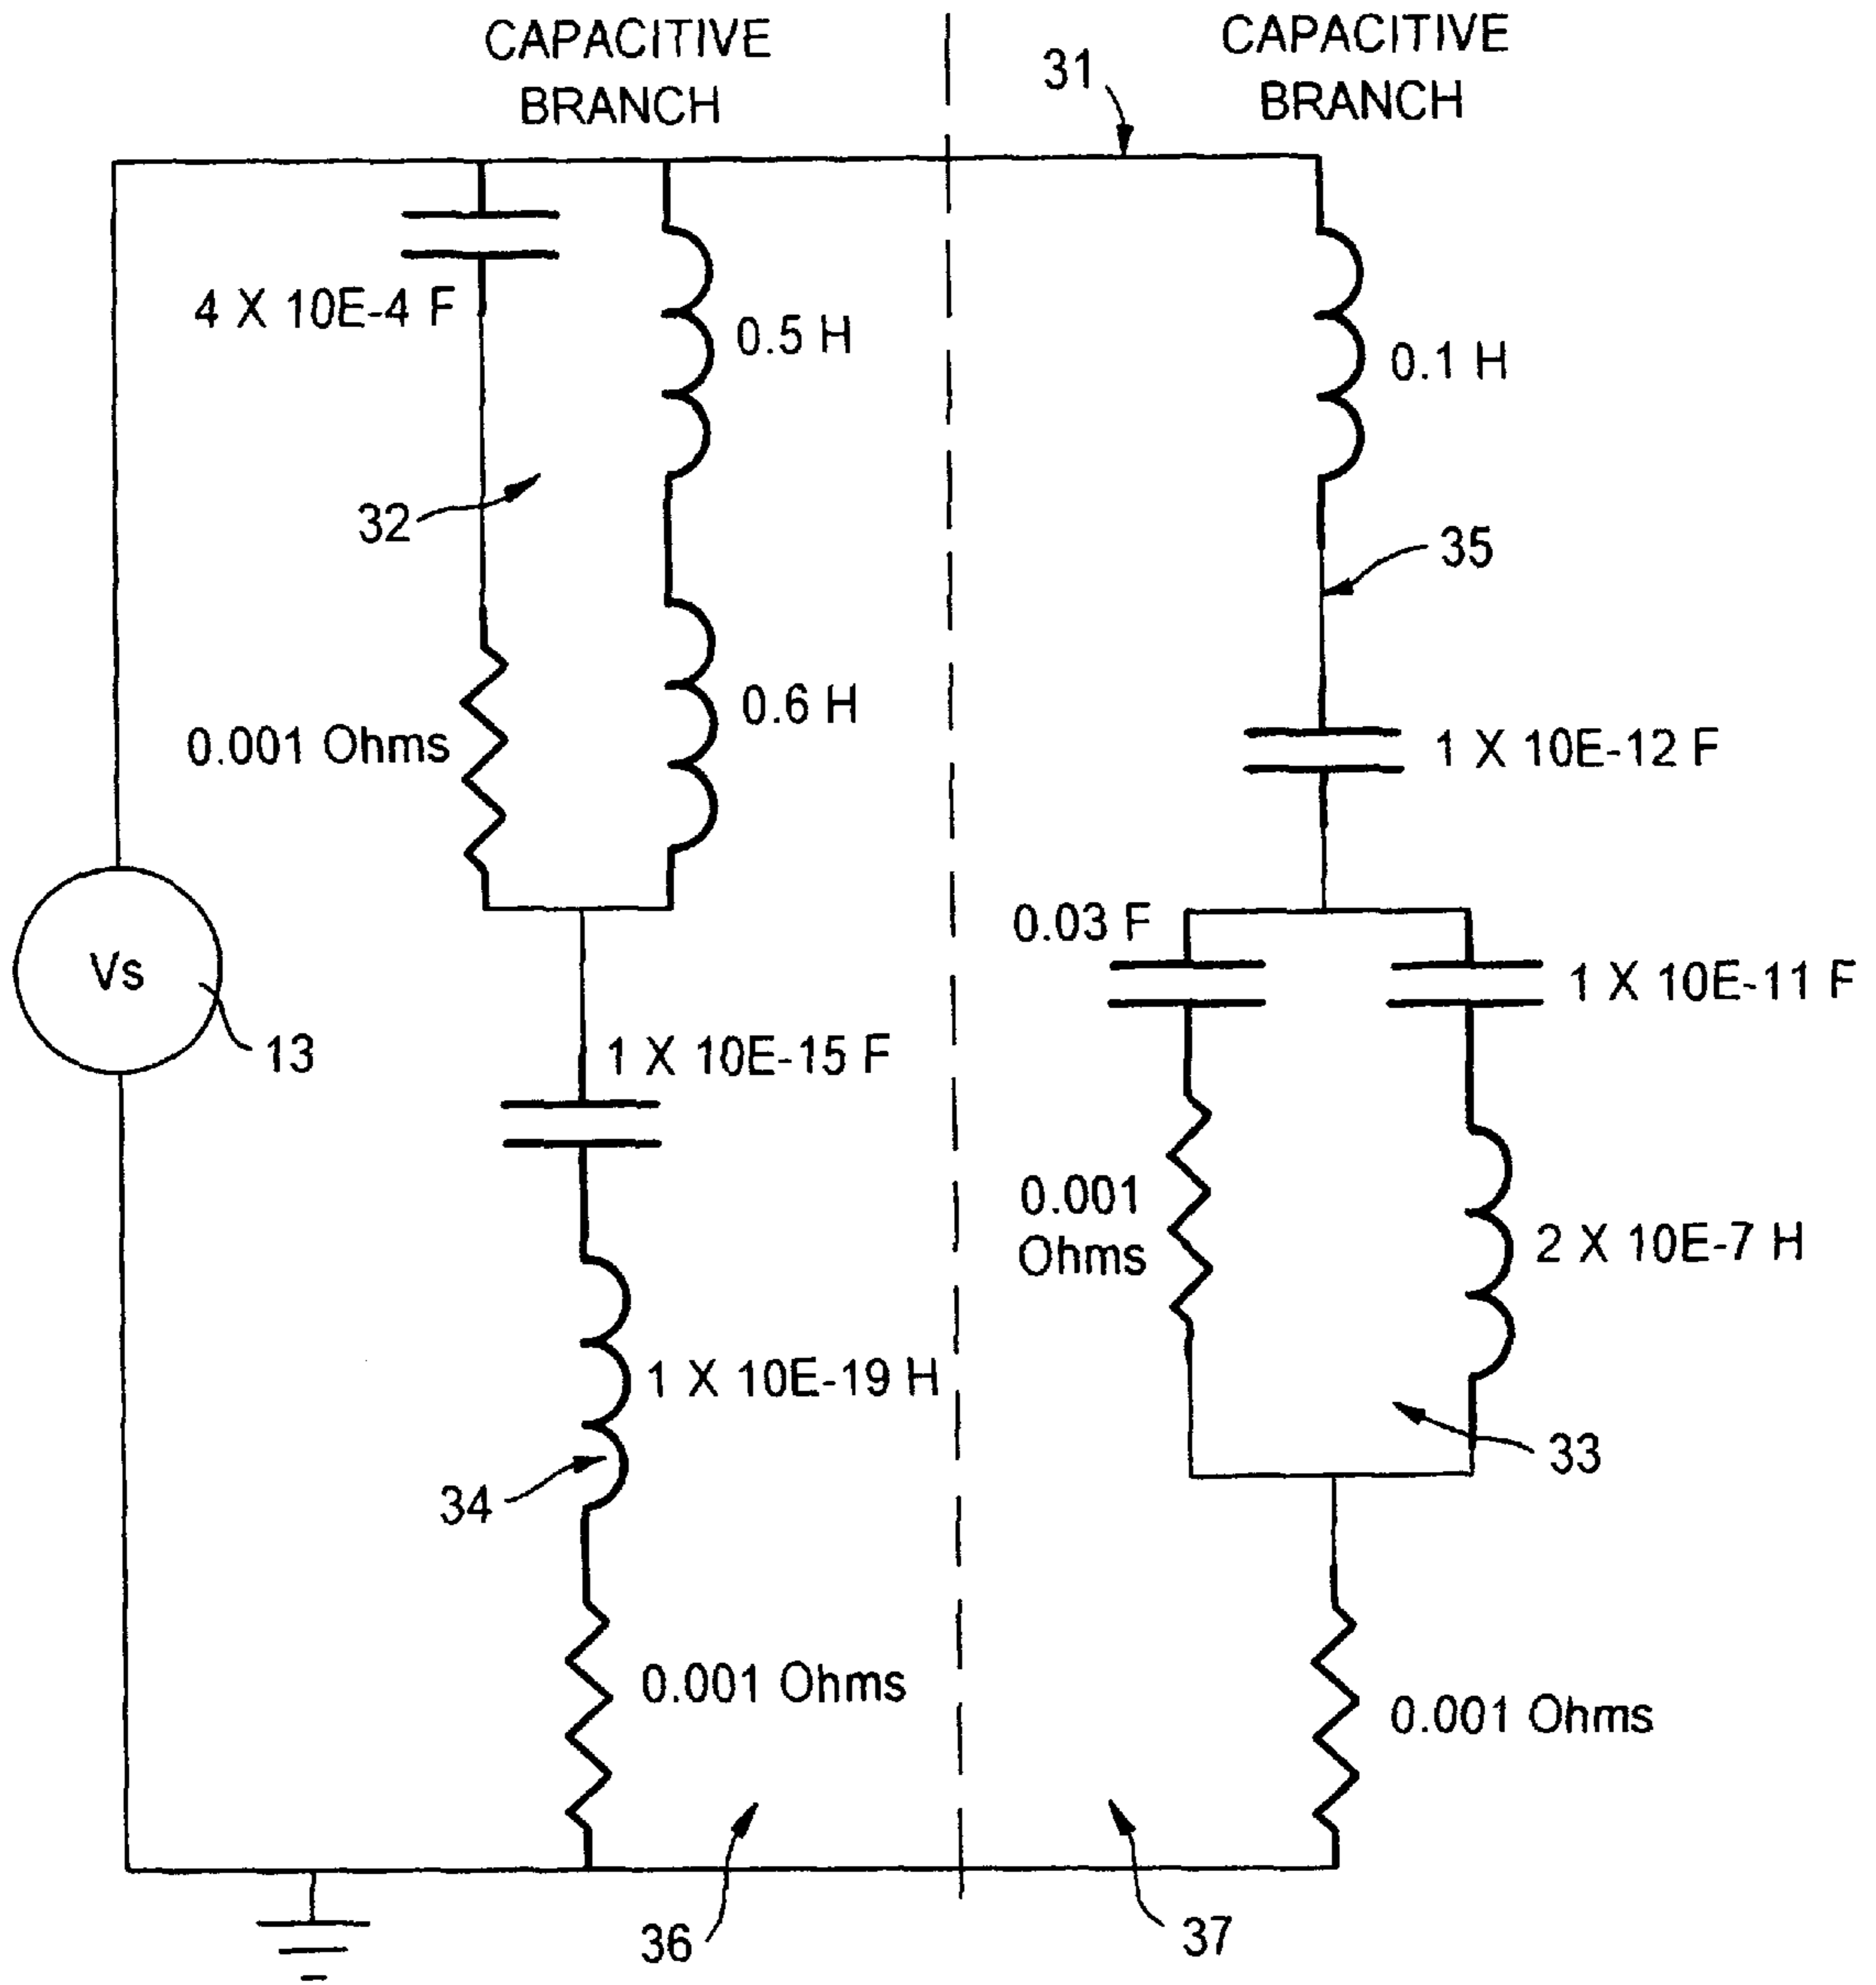 CAPACITIVE
BRANCH
CAPACITIVE
BRANCH
31
4 X 10E-4 F
0.5 H
0.1 H
32
35
0.6 H
0.001 Ohms
1 X 10E-12 F
0.03 F
Vs
1 X 10E-11 F
13
1 X 10E-15 F
0.001
Ohms
2 X 10E-7 H
1 X 10E-19 H
33
34
0.001 Ohms
0.001 Ohms
36
37